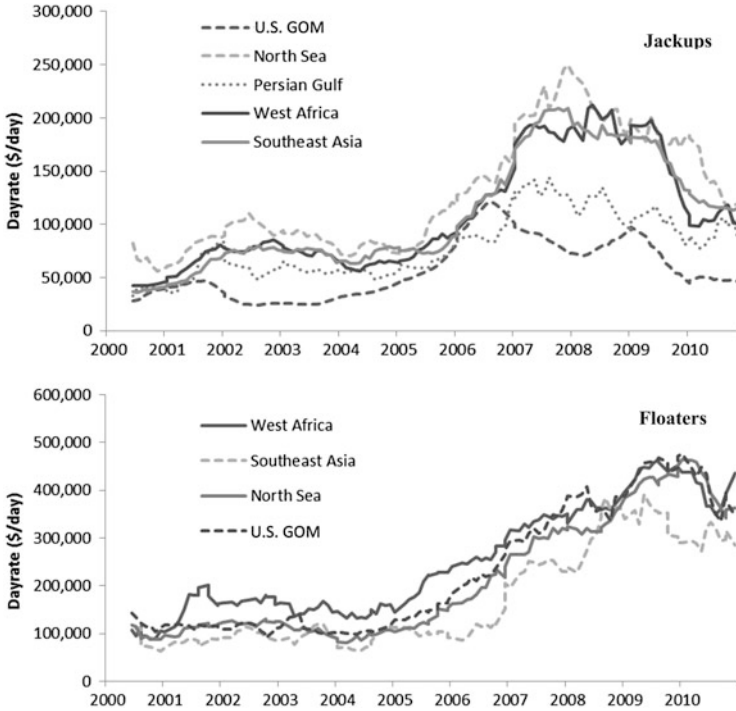 Jackups
Dayrate ($/day)
300,000
250,000
200,000
150,000
100,000
50,000
0
U.S. GOM
North Sea
Persian Gulf
West Africa
Southeast Asia
2000 2001 2002 2003 2004 2005 2006 2007 2008 2009 2010
Floaters
Dayrate ($/day)
600,000
500,000
400,000
300,000
200,000
100,000
0
West Africa
Southeast Asia
North Sea
U.S. GOM
2000 2001 2002 2003 2004 2005 2006 2007 2008 2009 2010